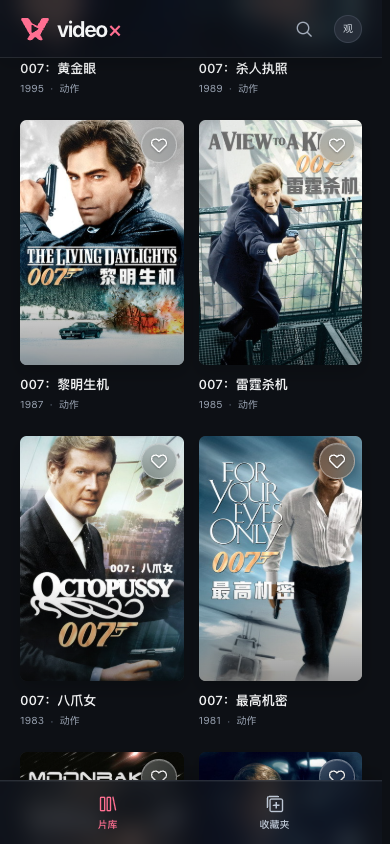 videox
观
007：黄金眼
007：杀人执照
1995 · 动作
1989 · 动作
THE LIVING DAYLIGHTS
007
黎明生机
A VIEW TO A K
007
雷霆杀机
007：黎明生机
007：雷霆杀机
1987 · 动作
1985 · 动作
007：八爪女
OCTOPUSSY
007
FOR
YOUR
EYES
ONLY
007
最高机密
007：八爪女
007：最高机密
1983 · 动作
1981 · 动作
MOONRAK
片库
收藏夹